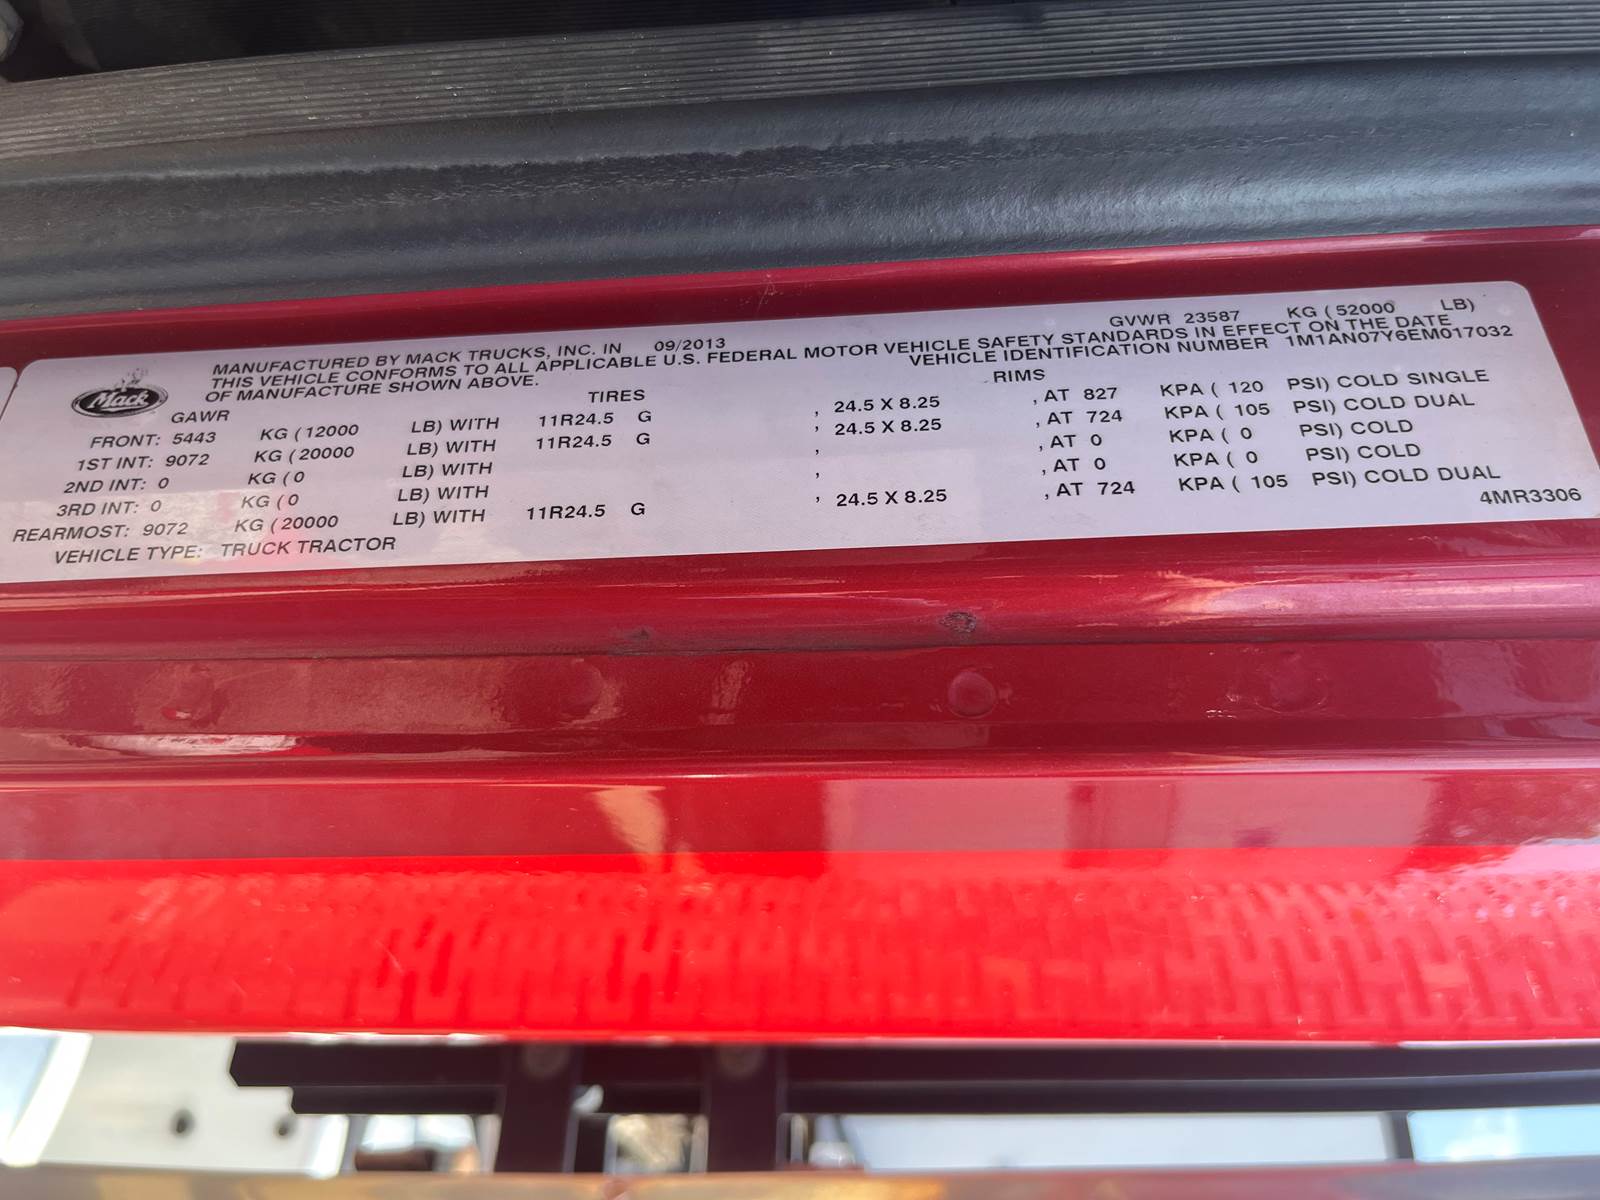 Mack
MANUFACTURED BY MACK TRUCKS, INC. IN 09/2013 GVWR 23587 KG ( 52000 LB)
THIS VEHICLE CONFORMS TO ALL APPLICABLE U.S. FEDERAL MOTOR VEHICLE SAFETY STANDARDS IN EFFECT ON THE DATE
OF MANUFACTURE SHOWN ABOVE. VEHICLE IDENTIFICATION NUMBER 1M1AN07Y6EM017032
GAWR TIRES RIMS
FRONT: 5443 KG ( 12000 LB) WITH 11R24.5 G , 24.5 X 8.25 , AT 827 KPA ( 120 PSI) COLD SINGLE
1ST INT: 9072 KG ( 20000 LB) WITH 11R24.5 G , 24.5 X 8.25 , AT 724 KPA ( 105 PSI) COLD DUAL
2ND INT: 0 KG ( 0 LB) WITH , , AT 0 KPA ( 0 PSI) COLD
3RD INT: 0 KG ( 0 LB) WITH , , AT 0 KPA ( 0 PSI) COLD
REARMOST: 9072 KG ( 20000 LB) WITH 11R24.5 G , 24.5 X 8.25 , AT 724 KPA ( 105 PSI) COLD DUAL
VEHICLE TYPE: TRUCK TRACTOR 4MR3306